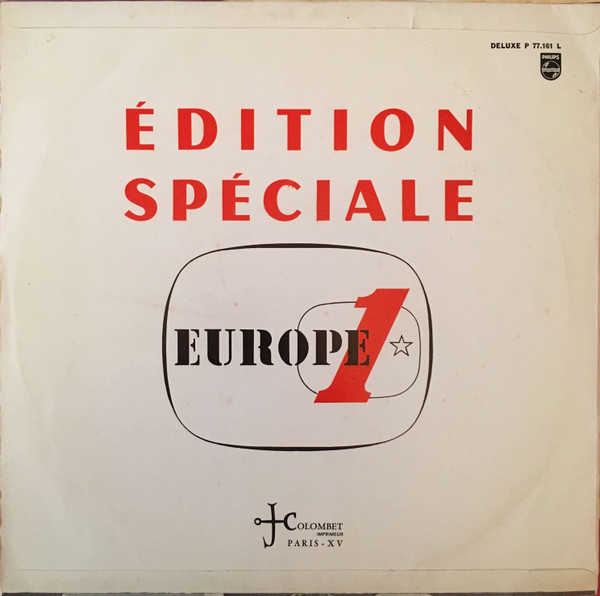 DELUXE P 77.161 L
PHILIPS
ÉDITION
SPÉCIALE
EUROPE 1
J COLOMBET
IMPRIMEUR
PARIS - XV